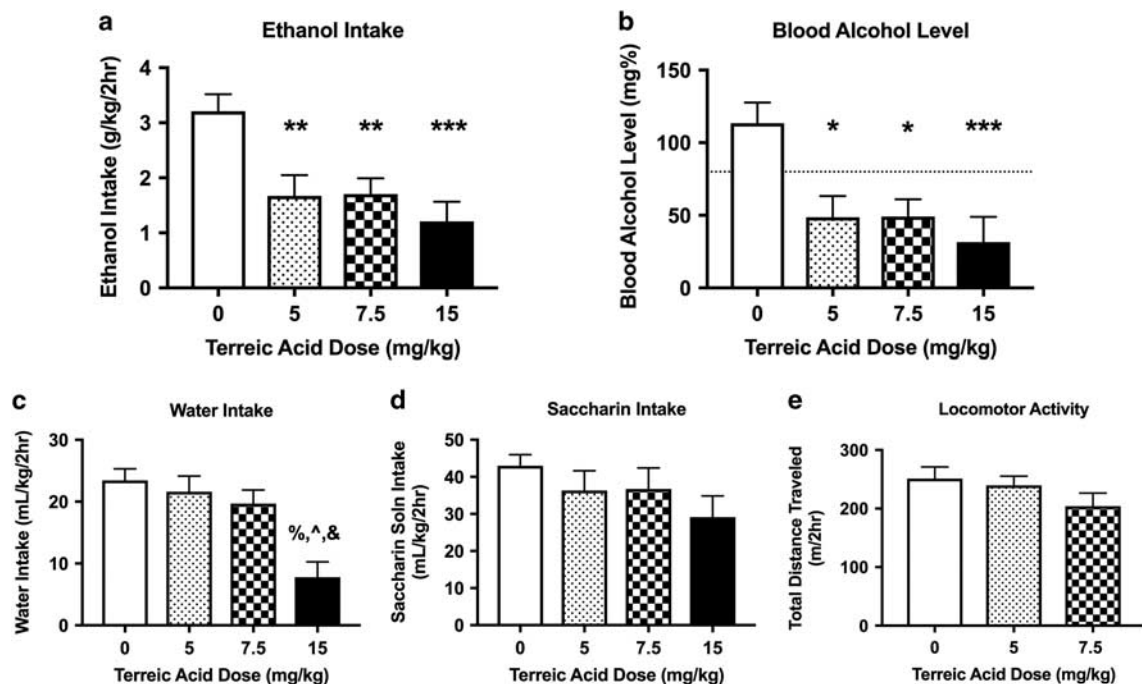 a
Ethanol Intake
Ethanol Intake (g/kg/2hr)
4
3
2
1
0
** ** ***
0 5 7.5 15
Terreic Acid Dose (mg/kg)
b
Blood Alcohol Level
Blood Alcohol Level (mg%)
150
100
50
0
* * ***
0 5 7.5 15
Terreic Acid Dose (mg/kg)
c
Water Intake
Water Intake (mL/kg/2hr)
30
20
10
0
%,^,&
0 5 7.5 15
Terreic Acid Dose (mg/kg)
d
Saccharin Intake
Saccharin Soln Intake
(mL/kg/2hr)
50
40
30
20
10
0
0 5 7.5 15
Terreic Acid Dose (mg/kg)
e
Locomotor Activity
Total Distance Traveled
(m/2hr)
300
200
100
0
0 5 7.5
Terreic Acid Dose (mg/kg)